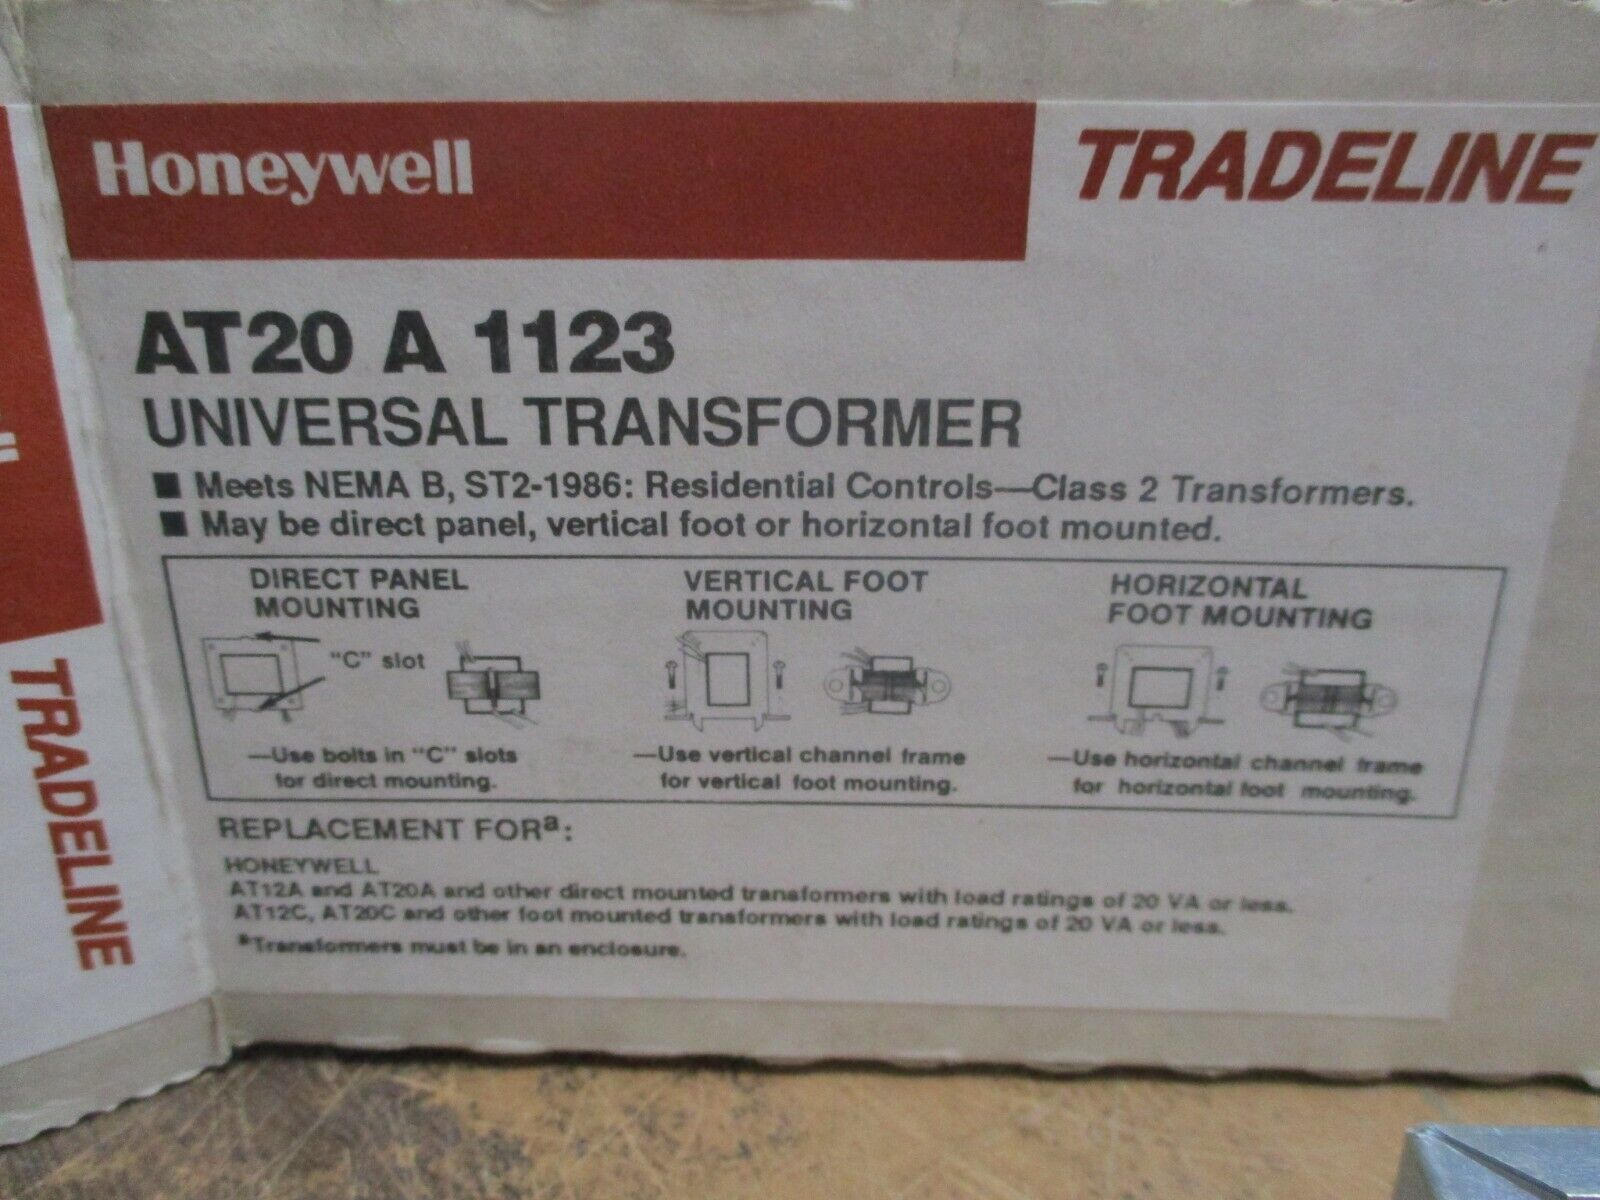 Honeywell
TRADELINE
AT20 A 1123
UNIVERSAL TRANSFORMER
■ Meets NEMA B, ST2-1986: Residential Controls—Class 2 Transformers.
■ May be direct panel, vertical foot or horizontal foot mounted.
DIRECT PANEL
MOUNTING
"C" slot
—Use bolts in "C" slots
for direct mounting.
VERTICAL FOOT
MOUNTING
—Use vertical channel frame
for vertical foot mounting.
HORIZONTAL
FOOT MOUNTING
—Use horizontal channel frame
for horizontal foot mounting.
REPLACEMENT FORª:
HONEYWELL
AT12A and AT20A and other direct mounted transformers with load ratings of 20 VA or less.
AT12C, AT20C and other foot mounted transformers with load ratings of 20 VA or less.
ªTransformers must be in an enclosure.
TRADELINE